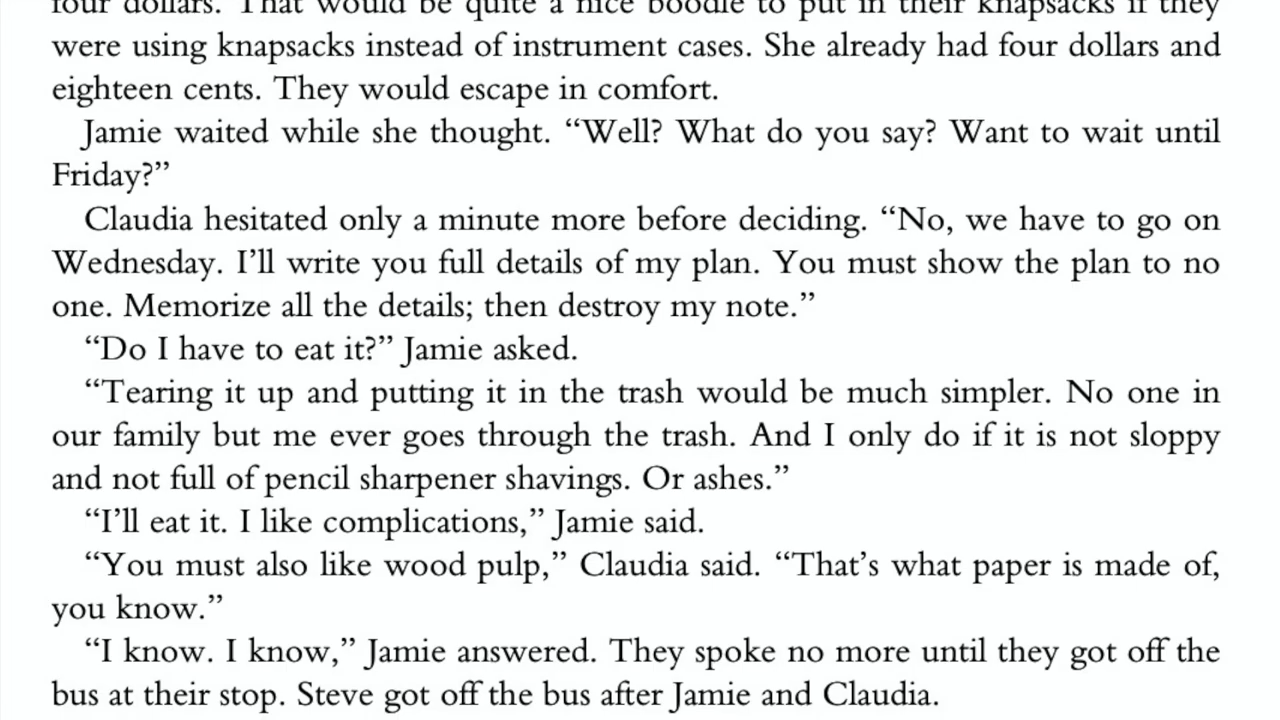 four dollars. That would be quite a nice boodle to put in their knapsacks if they
were using knapsacks instead of instrument cases. She already had four dollars and
eighteen cents. They would escape in comfort.
Jamie waited while she thought. “Well? What do you say? Want to wait until
Friday?”
Claudia hesitated only a minute more before deciding. “No, we have to go on
Wednesday. I’ll write you full details of my plan. You must show the plan to no
one. Memorize all the details; then destroy my note.”
“Do I have to eat it?” Jamie asked.
“Tearing it up and putting it in the trash would be much simpler. No one in
our family but me ever goes through the trash. And I only do if it is not sloppy
and not full of pencil sharpener shavings. Or ashes.”
“I’ll eat it. I like complications,” Jamie said.
“You must also like wood pulp,” Claudia said. “That’s what paper is made of,
you know.”
“I know. I know,” Jamie answered. They spoke no more until they got off the
bus at their stop. Steve got off the bus after Jamie and Claudia.